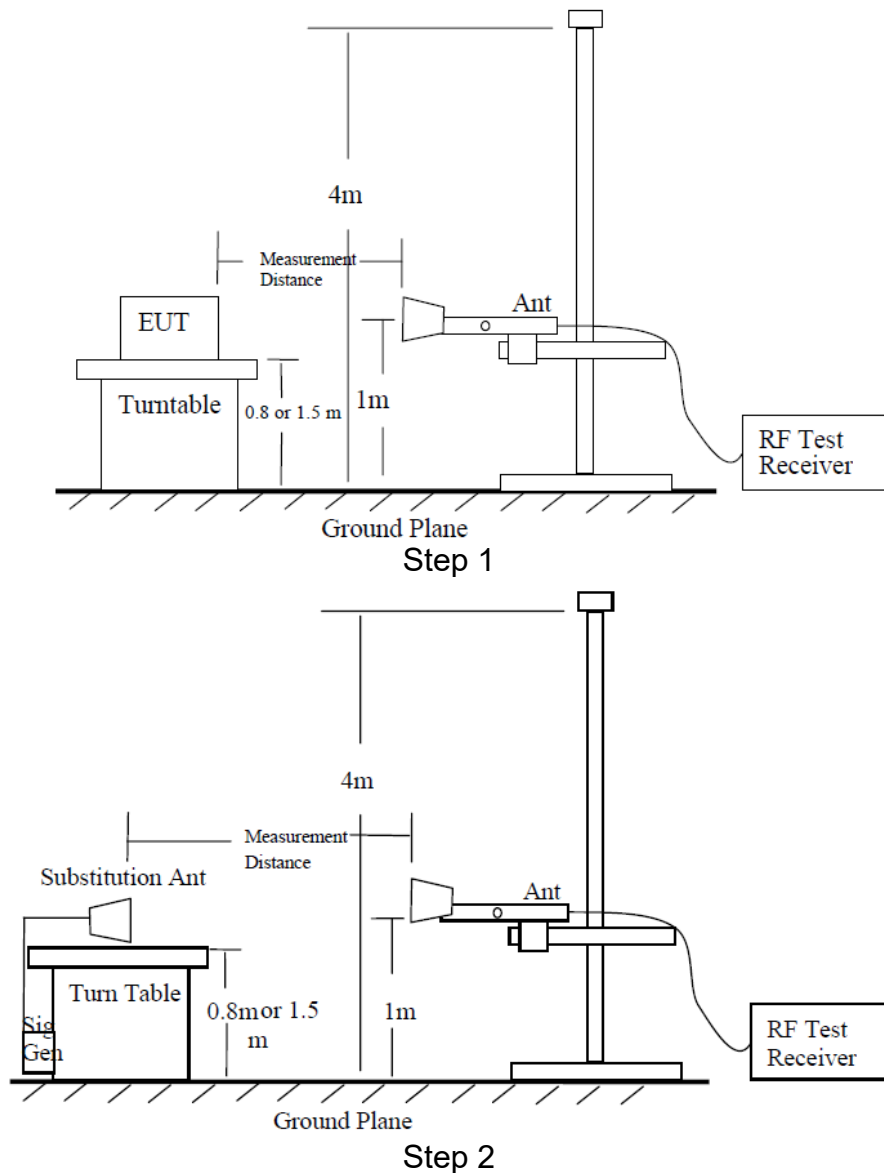 4m
Measurement
Distance
Ant
EUT
1m
Turntable
0.8 or 1.5 m
RF Test
Receiver
Ground Plane
Step 1
4m
Measurement
Distance
Substitution Ant
Ant
Turn Table
0.8m or 1.5
m
1m
Sig
Gen
RF Test
Receiver
Ground Plane
Step 2